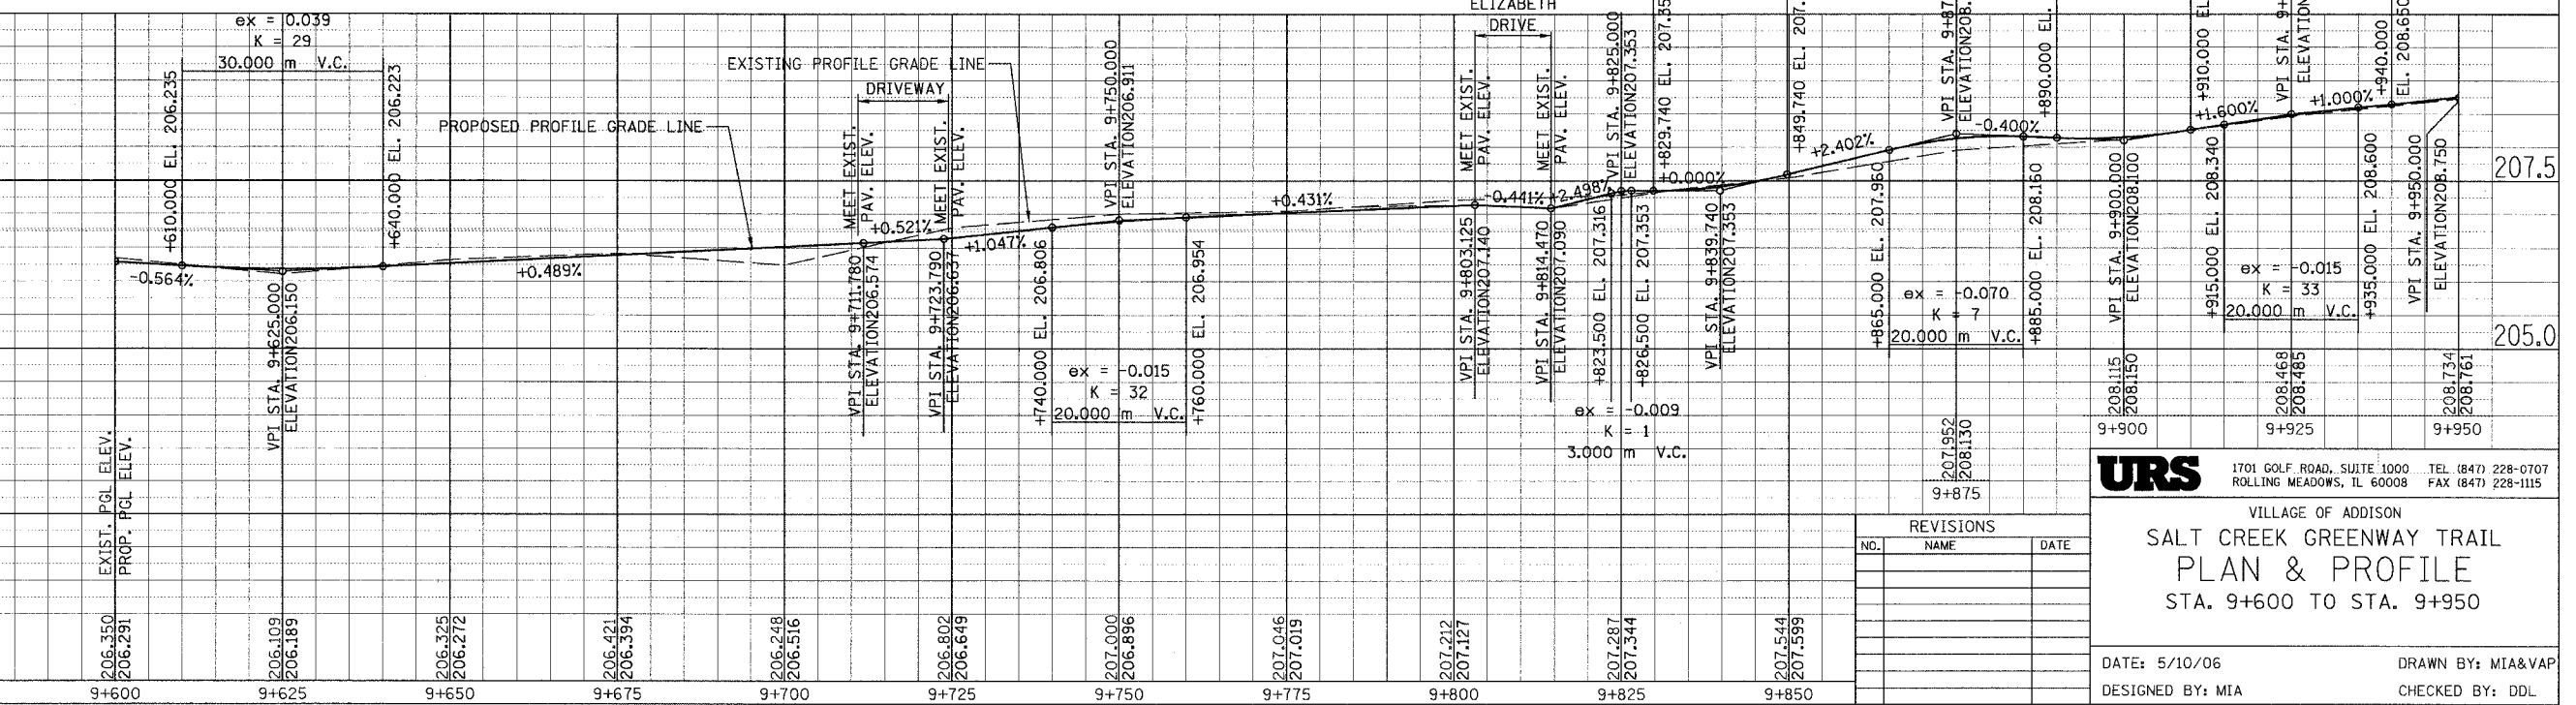 ex = 0.039
K = 29
30.000 m V.C.
+610.000 EL. 206.235
+640.000 EL. 206.223
PROPOSED PROFILE GRADE LINE
EXISTING PROFILE GRADE LINE
DRIVEWAY
MEET EXIST.
PAV. ELEV.
MEET EXIST.
PAV. ELEV.
VPI STA. 9+750.000
ELEVATION206.911
ELIZABETH
DRIVE
MEET EXIST.
PAV. ELEV.
MEET EXIST.
PAV. ELEV.
VPI STA. 9+825.000
ELEVATION207.353
+829.740 EL. 207.35
+849.740 EL. 207.
VPI STA. 9+87
ELEVATION208.
+890.000 EL.
+910.000 EL
VPI STA. 9+
ELEVATION
+940.000
EL. 208.650
-0.564%
+0.489%
+0.521%
+1.047%
+0.431%
-0.441%
+2.498%
+0.000%
+2.402%
-0.400%
+1.600%
+1.000%
207.5
205.0
VPI STA. 9+625.000
ELEVATION206.150
VPI STA. 9+711.780
ELEVATION206.574
VPI STA. 9+723.790
ELEVATION206.637
+740.000 EL. 206.806
ex = -0.015
K = 32
20.000 m V.C.
+760.000 EL. 206.954
VPI STA. 9+803.125
ELEVATION207.140
VPI STA. 9+814.470
ELEVATION207.090
+823.500 EL. 207.316
+826.500 EL. 207.353
ex = -0.009
K = 1
3.000 m V.C.
VPI STA. 9+839.740
ELEVATION207.353
+865.000 EL. 207.960
ex = -0.070
K = 7
20.000 m V.C.
+885.000 EL. 208.160
VPI STA. 9+900.000
ELEVATION208.100
+915.000 EL. 208.340
ex = -0.015
K = 33
20.000 m V.C.
+935.000 EL. 208.600
VPI STA. 9+950.000
ELEVATION208.750
EXIST. PGL ELEV.
PROP. PGL ELEV.
206.350
206.291
9+600
206.109
206.189
9+625
206.325
206.272
9+650
206.421
206.394
9+675
206.248
206.516
9+700
206.802
206.649
9+725
207.000
206.896
9+750
207.046
207.019
9+775
207.212
207.127
9+800
207.287
207.344
9+825
207.544
207.599
9+850
207.952
208.130
9+875
208.115
208.150
9+900
208.468
208.485
9+925
208.734
208.761
9+950
REVISIONS
NO. NAME DATE
URS
1701 GOLF ROAD, SUITE 1000 TEL (847) 228-0707
ROLLING MEADOWS, IL 60008 FAX (847) 228-1115
VILLAGE OF ADDISON
SALT CREEK GREENWAY TRAIL
PLAN & PROFILE
STA. 9+600 TO STA. 9+950
DATE: 5/10/06 DRAWN BY: MIA&VAP
DESIGNED BY: MIA CHECKED BY: DDL